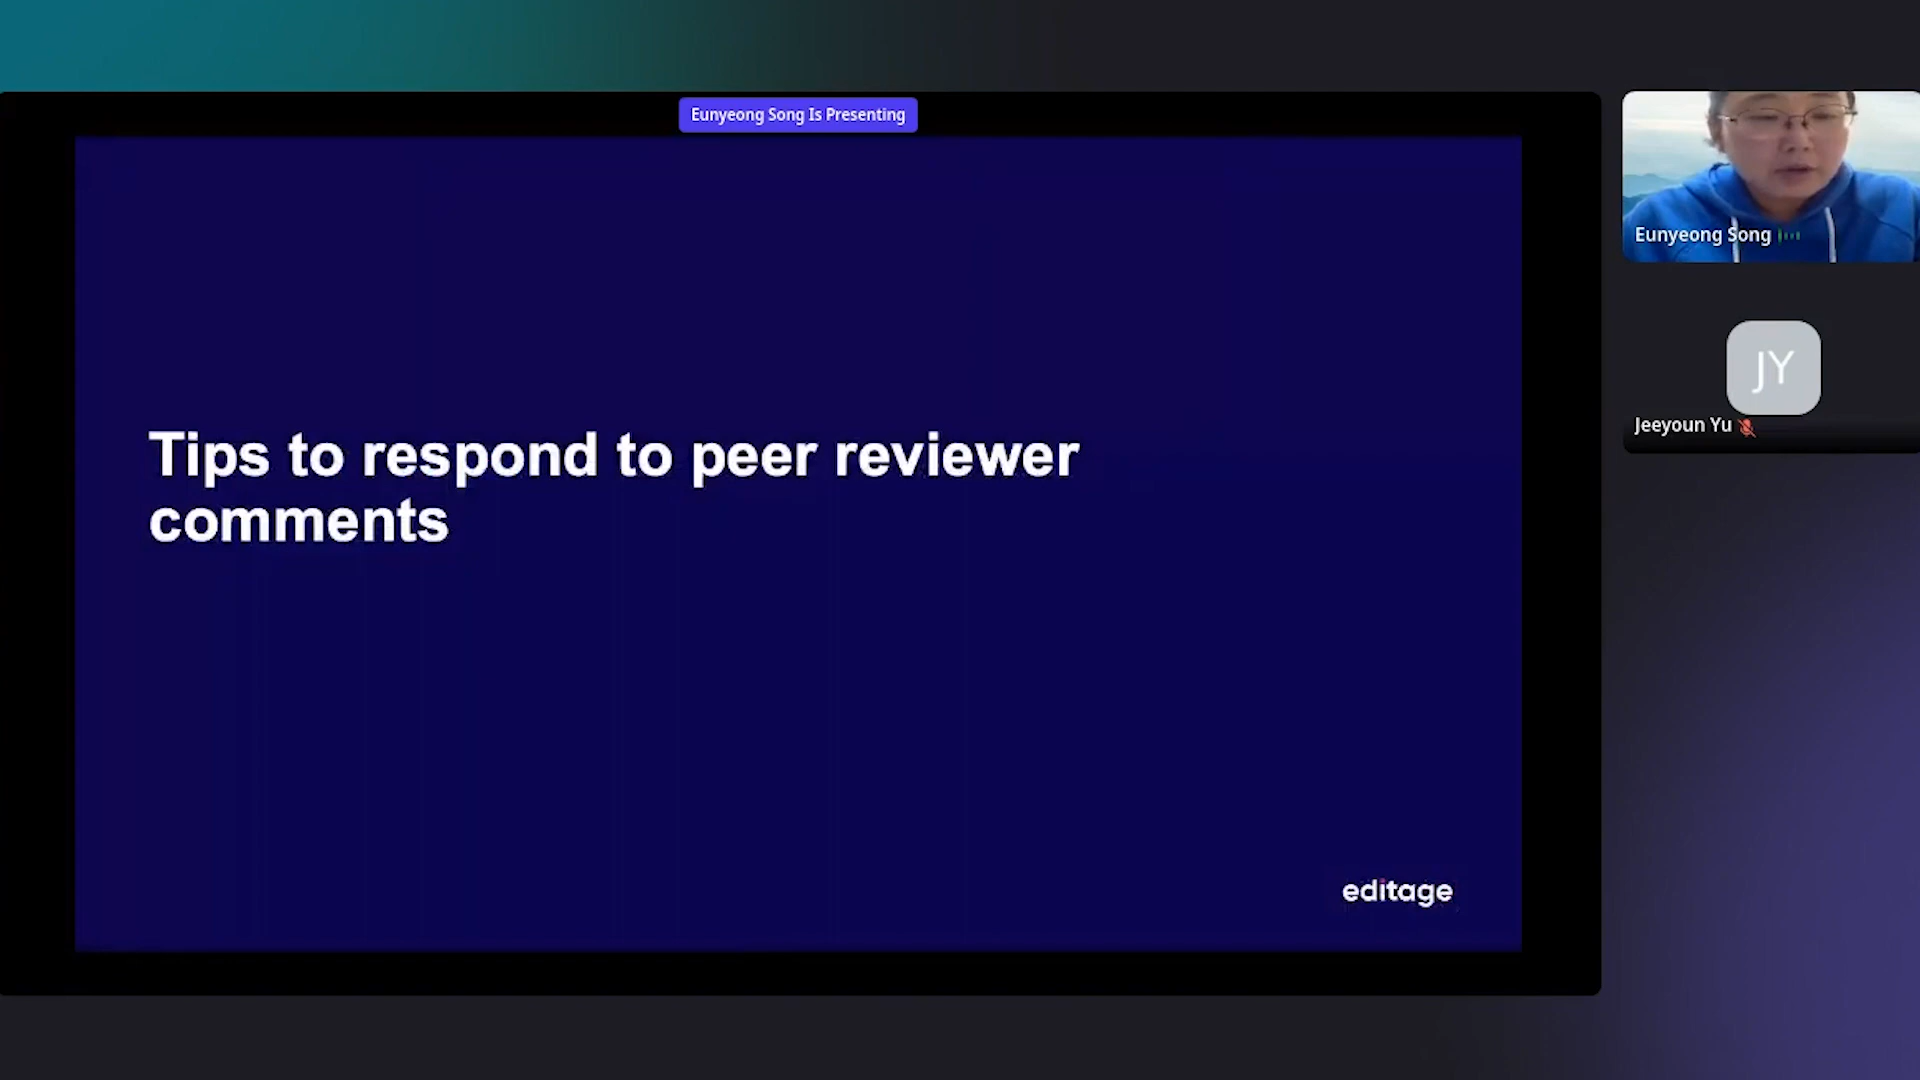 Eunyeong Song Is Presenting
Tips to respond to peer reviewer
comments
editage
Eunyeong Song
JY
Jeeyoun Yu